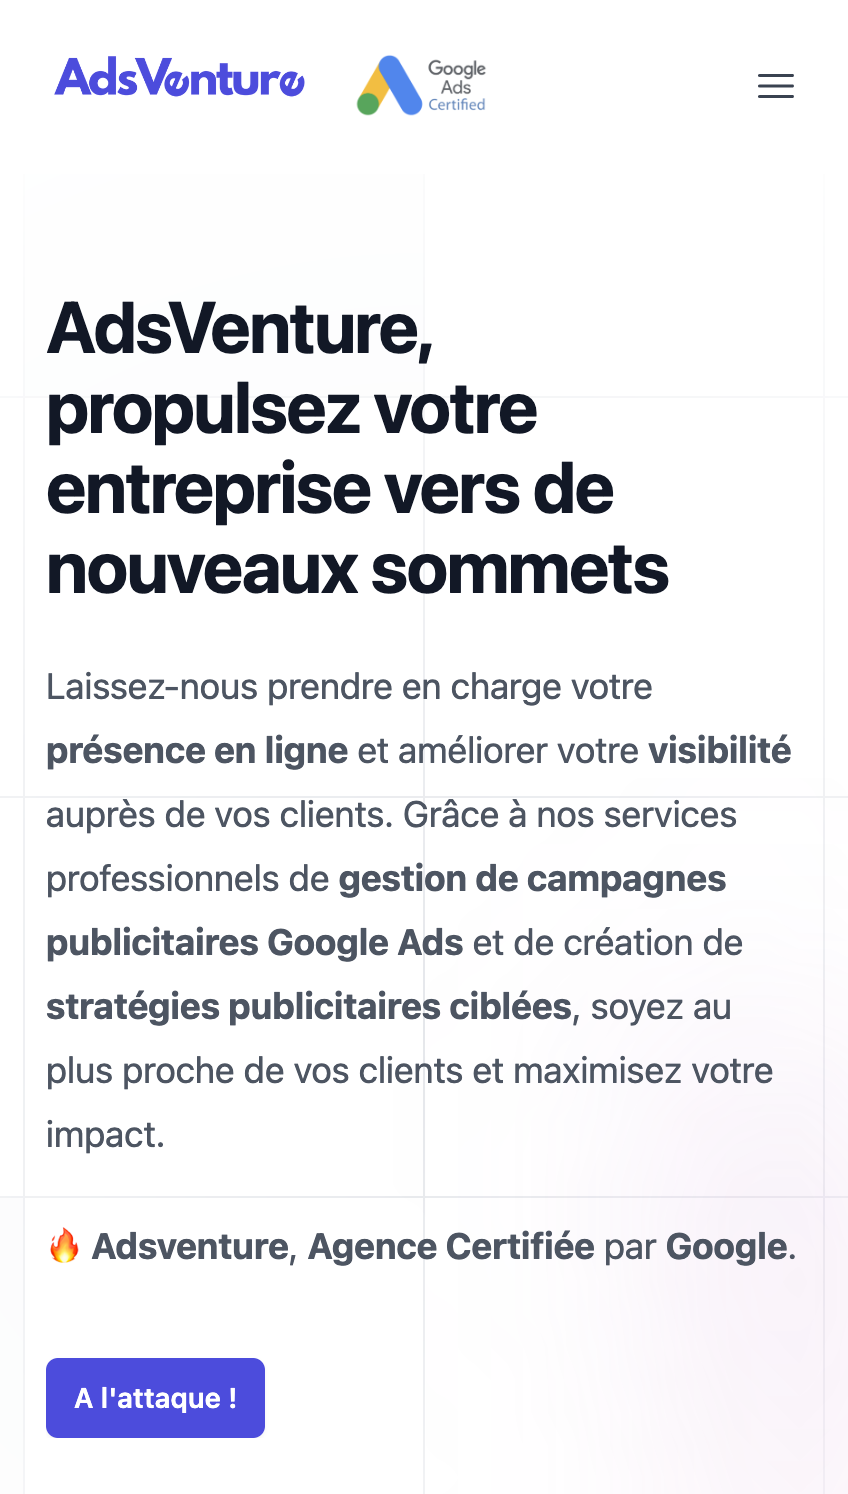 AdsVenture
Google
Ads
Certified
AdsVenture,
propulsez votre
entreprise vers de
nouveaux sommets
Laissez-nous prendre en charge votre
présence en ligne et améliorer votre visibilité
auprès de vos clients. Grâce à nos services
professionnels de gestion de campagnes
publicitaires Google Ads et de création de
stratégies publicitaires ciblées, soyez au
plus proche de vos clients et maximisez votre
impact.
🔥 Adsventure, Agence Certifiée par Google.
A l'attaque !